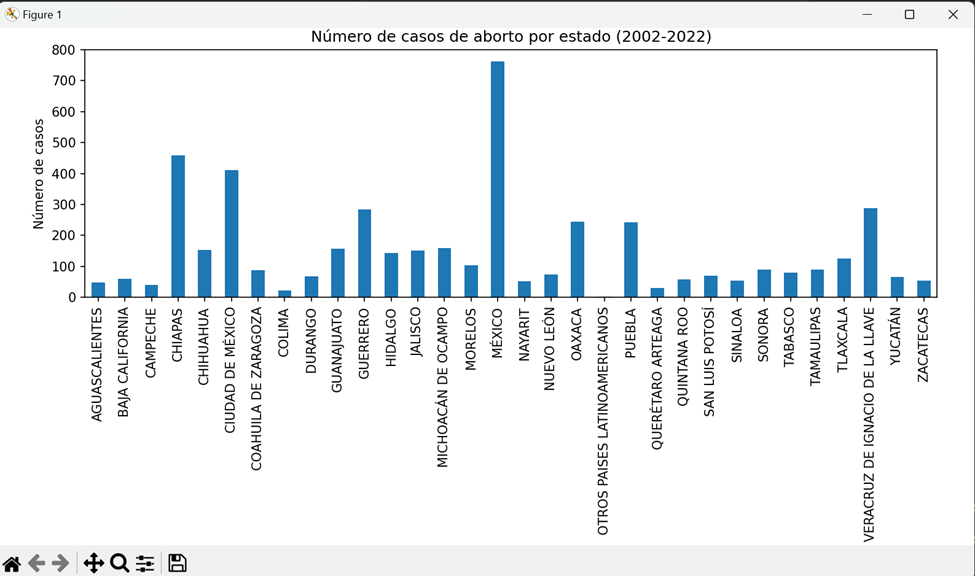 Figure 1
Número de casos de aborto por estado (2002-2022)
Número de casos
800
700
600
500
400
300
200
100
0
AGUASCALIENTES
BAJA CALIFORNIA
CAMPECHE
CHIAPAS
CHIHUAHUA
CIUDAD DE MÉXICO
COAHUILA DE ZARAGOZA
COLIMA
DURANGO
GUANAJUATO
GUERRERO
HIDALGO
JALISCO
MICHOACÁN DE OCAMPO
MORELOS
MÉXICO
NAYARIT
NUEVO LEÓN
OAXACA
OTROS PAISES LATINOAMERICANOS
PUEBLA
QUERÉTARO ARTEAGA
QUINTANA ROO
SAN LUIS POTOSÍ
SINALOA
SONORA
TABASCO
TAMAULIPAS
TLAXCALA
VERACRUZ DE IGNACIO DE LA LLAVE
YUCATÁN
ZACATECAS